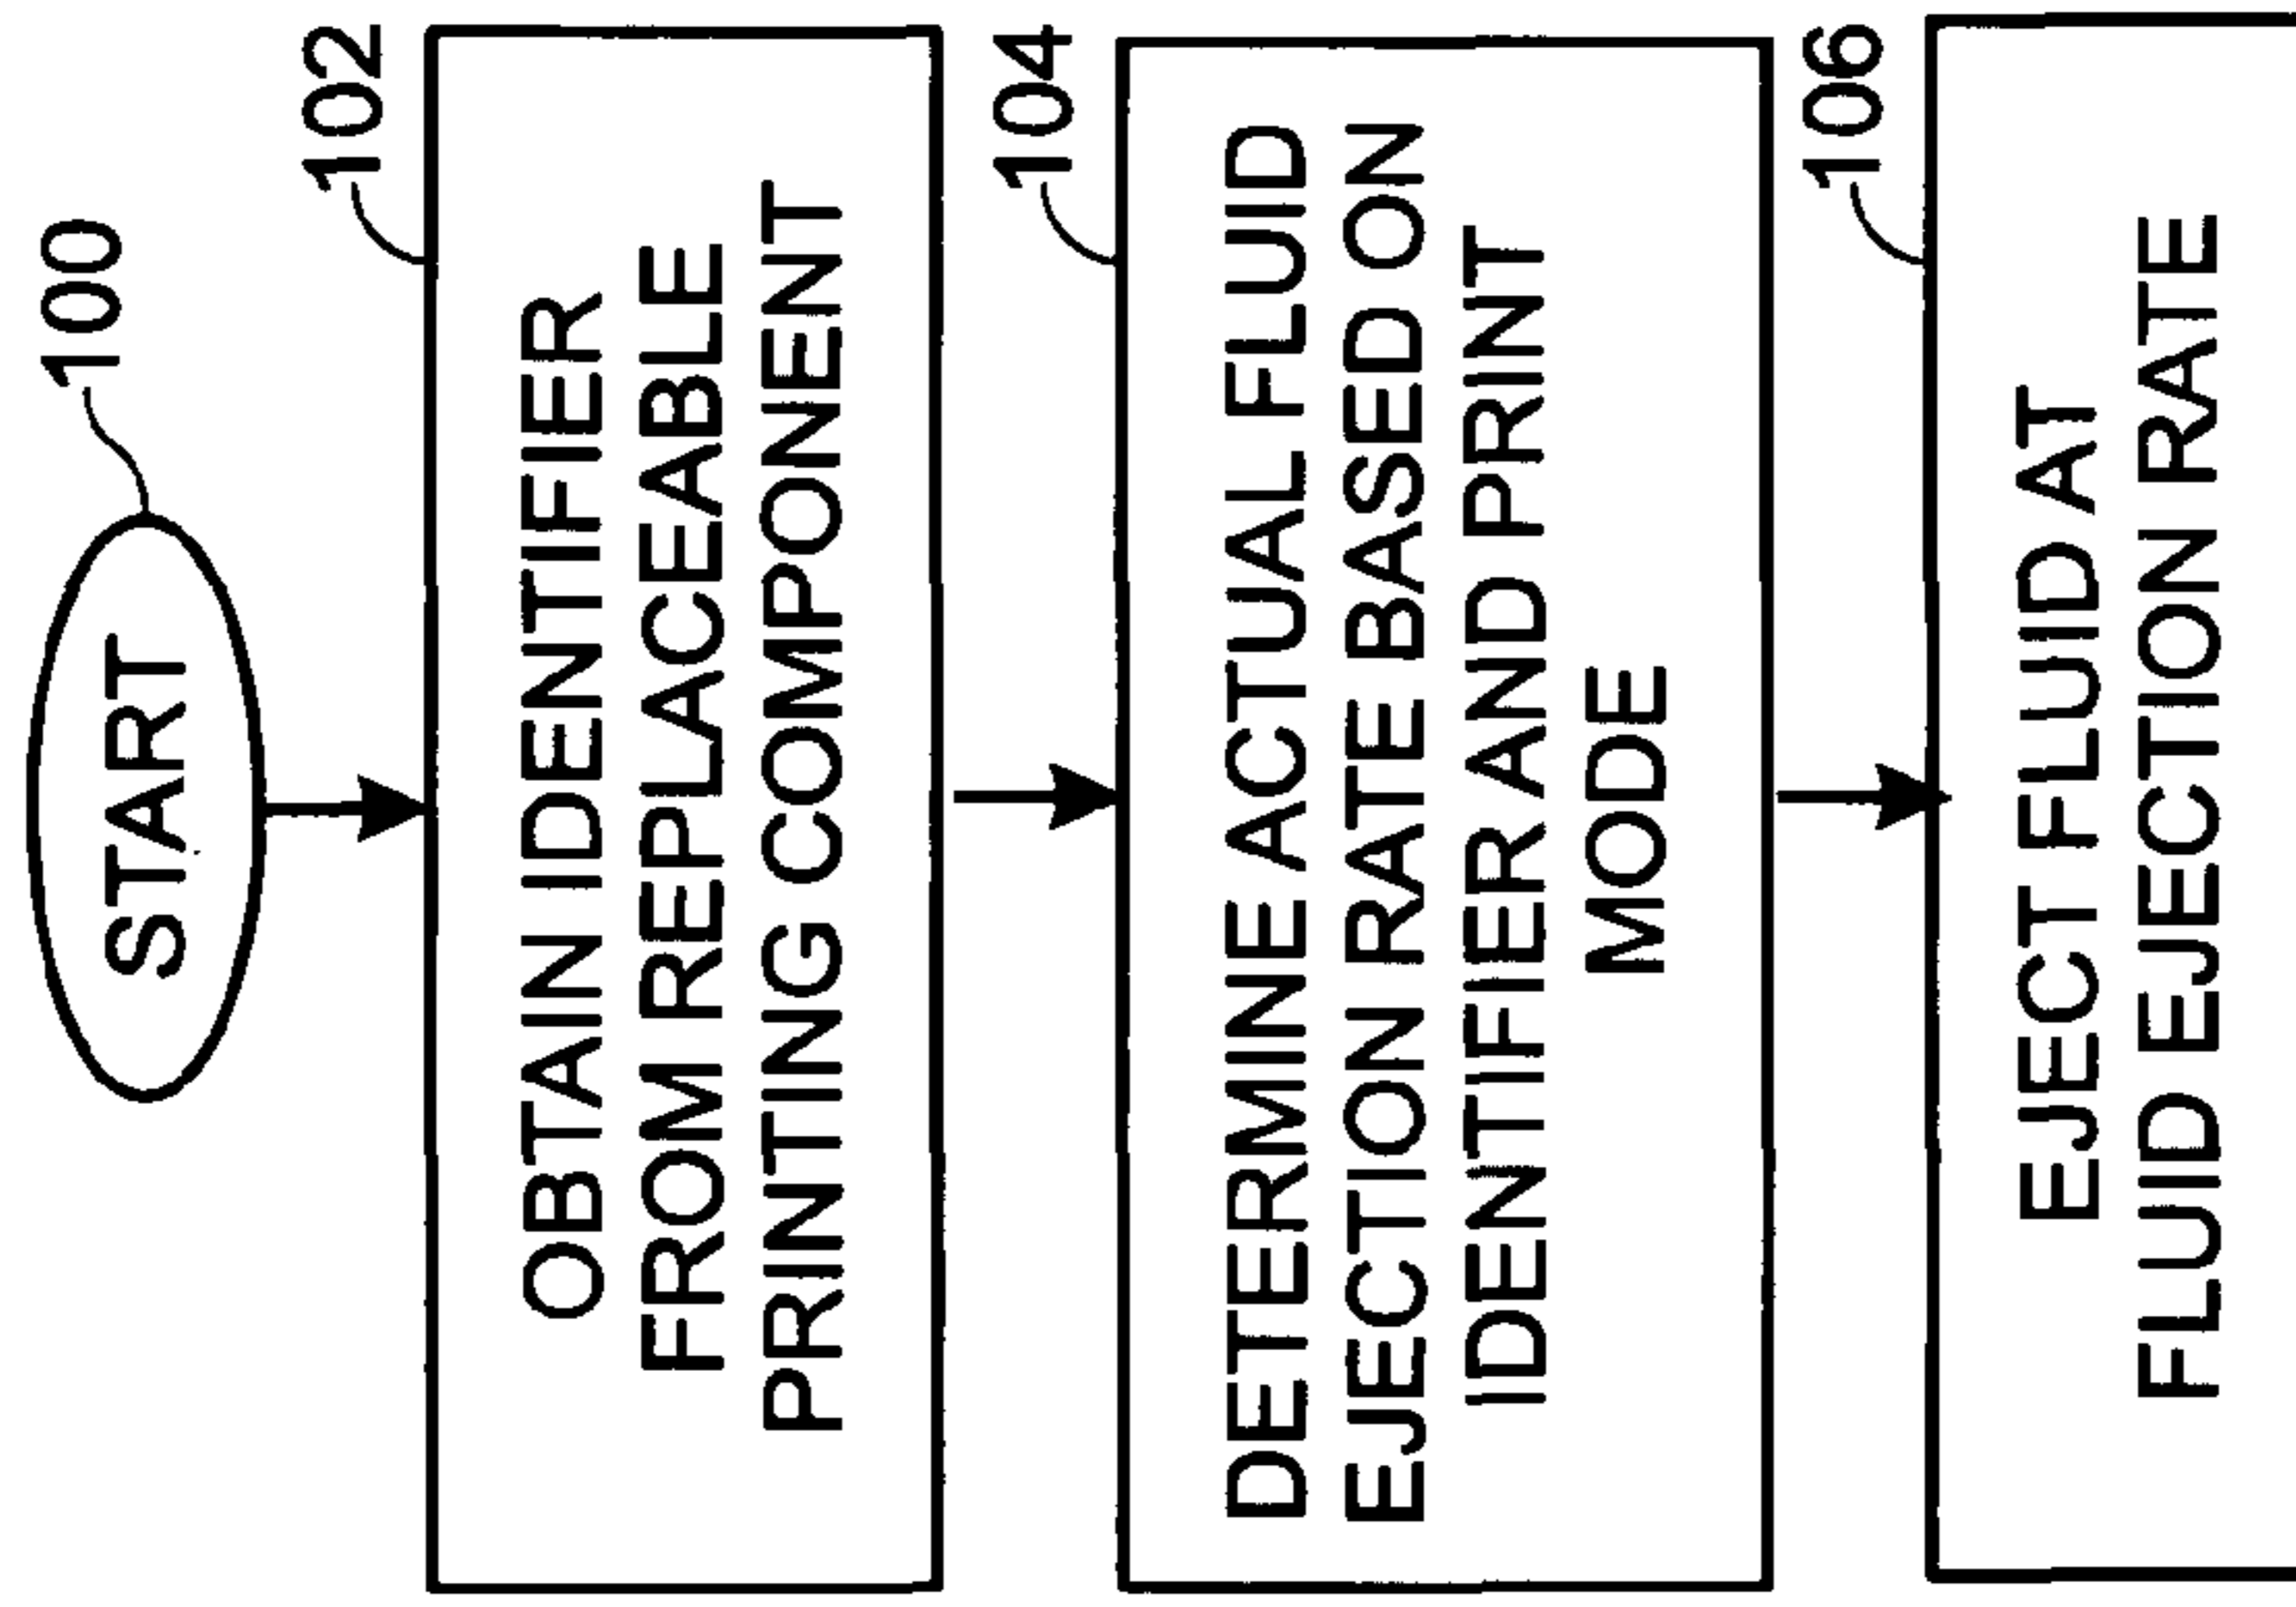 START
100
102
OBTAIN IDENTIFIER
FROM REPLACEABLE
PRINTING COMPONENT
104
DETERMINE ACTUAL FLUID
EJECTION RATE BASED ON
IDENTIFIER AND PRINT
MODE
106
EJECT FLUID AT
FLUID EJECTION RATE